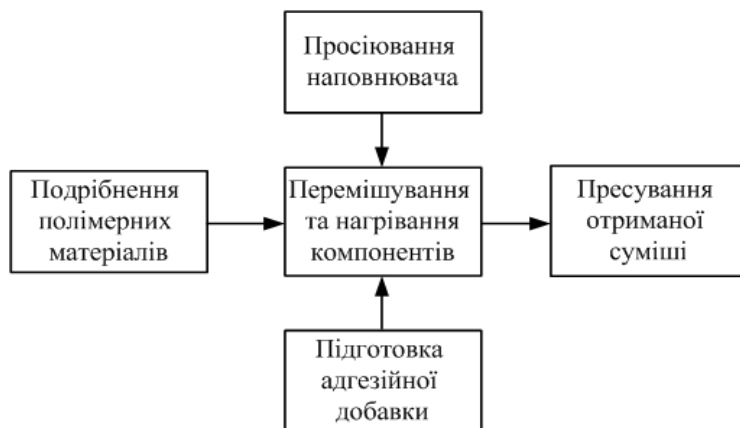 Просіювання
наповнювача
Подрібнення
полімерних
матеріалів
Перемішування
та нагрівання
компонентів
Пресування
отриманої
суміші
Підготовка
адгезійної
добавки